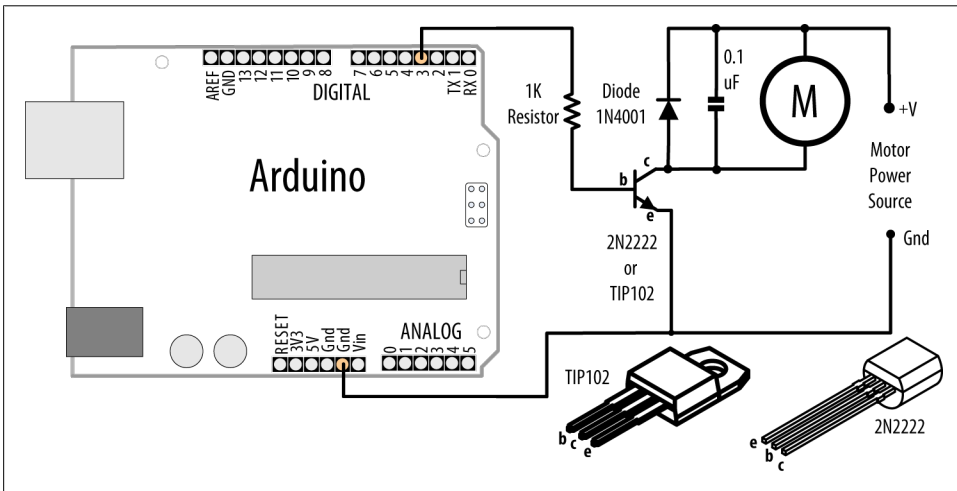 AREF
GND
13
12
11
10
9
8
7
6
5
4
3
2
TX 1
RX 0
DIGITAL
Arduino
RESET
3V3
5V
Gnd
Gnd
Vin
ANALOG
0
1
2
3
4
5
1K
Resistor
Diode
1N4001
0.1
uF
M
+V
Motor
Power
Source
Gnd
c
b
e
2N2222
or
TIP102
TIP102
b
c
e
2N2222
e
b
c